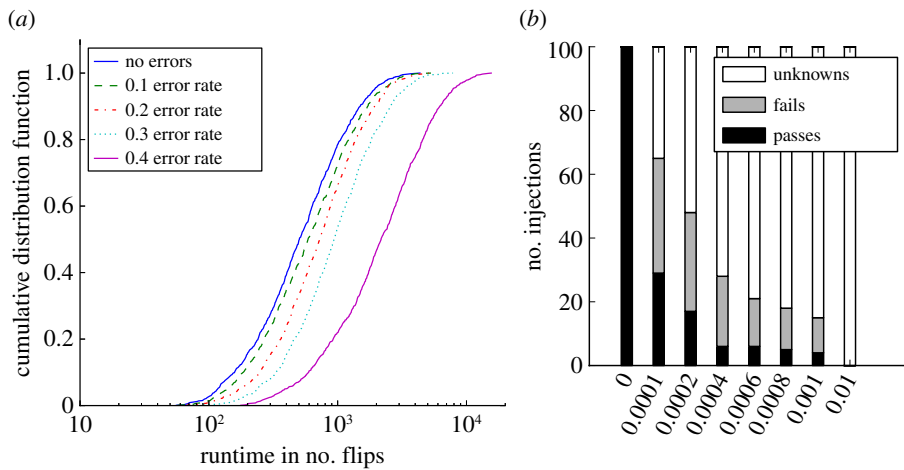 (a)
cumulative distribution function
1.0
0.8
0.6
0.4
0.2
0
no errors
0.1 error rate
0.2 error rate
0.3 error rate
0.4 error rate
10
10²
10³
10⁴
runtime in no. flips
(b)
no. injections
100
80
60
40
20
0
unknowns
fails
passes
0
0.0001
0.0002
0.0004
0.0006
0.0008
0.001
0.01